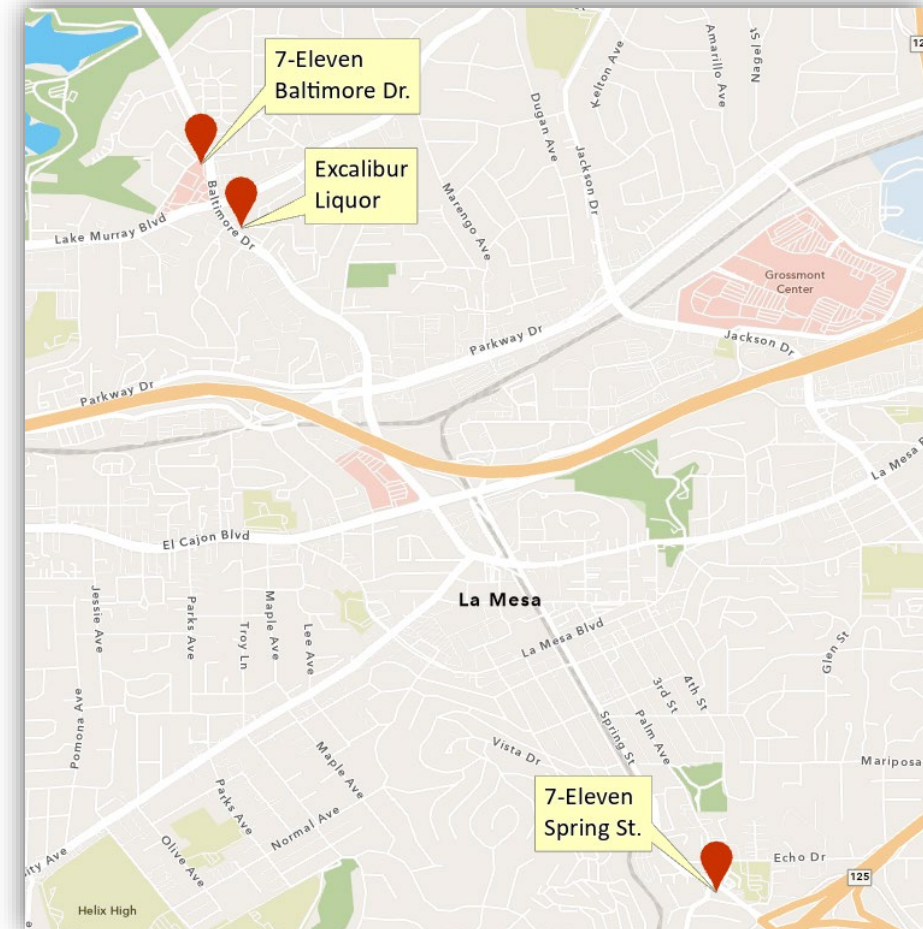 7-Eleven
Baltimore Dr.
Excalibur
Liquor
Baltimore Dr
Lake Murray Blvd
Marengo Ave
Dugan Ave
Kelton Ave
Jackson Dr
Amarillo Ave
Nagel St
12
Grossmont
Center
Jackson Dr
Parkway Dr
Parkway Dr
La Mesa
El Cajon Blvd
Jessie Ave
Parks Ave
Troy Ln
Maple Ave
Lee Ave
La Mesa
La Mesa Blvd
Glen St
4th St
3rd St
Palm Ave
Spring St
Vista Dr
Pomona Ave
Maple Ave
Mariposa
7-Eleven
Spring St.
Parks Ave
Normal Ave
Olive Ave
ity Ave
Echo Dr
125
Helix High